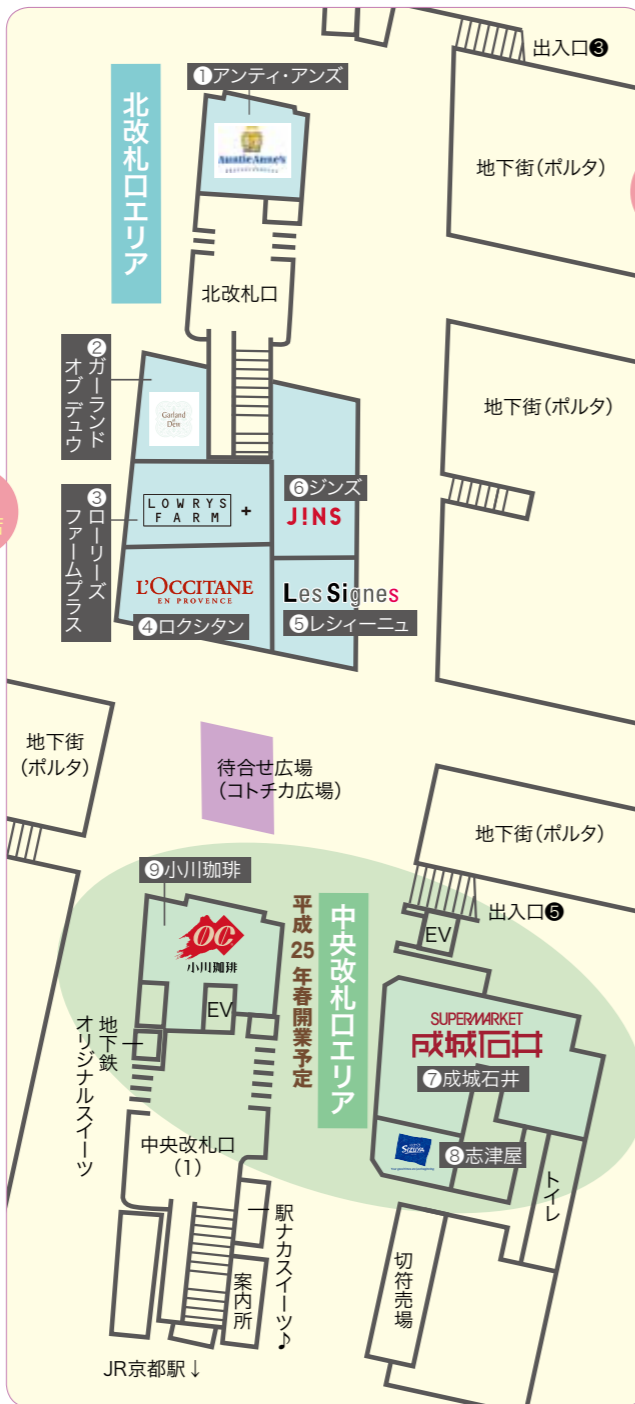 出入口❸
①アンティ・アンズ
Auntie Anne's
北改札口エリア
地下街(ポルタ)
北改札口
②ガーランド
オブ デュウ
Garland
of
Dew
地下街(ポルタ)
③ローリーズ
ファームプラス
LOWRYS
FARM +
⑥ジンズ
J!NS
L'OCCITANE
EN PROVENCE
④ロクシタン
Les Signes
⑤レシィーニュ
地下街
(ポルタ)
待合せ広場
(コトチカ広場)
地下街(ポルタ)
⑨小川珈琲
OC
小川珈琲
EV
平成25年春開業予定
中央改札口エリア
出入口❺
EV
SUPERMARKET
成城石井
⑦成城石井
地下鉄
オリジナルスイーツ
中央改札口
(1)
SIZUYA
⑧志津屋
トイレ
駅ナカスイーツ♪
案内所
切符売場
JR京都駅↓